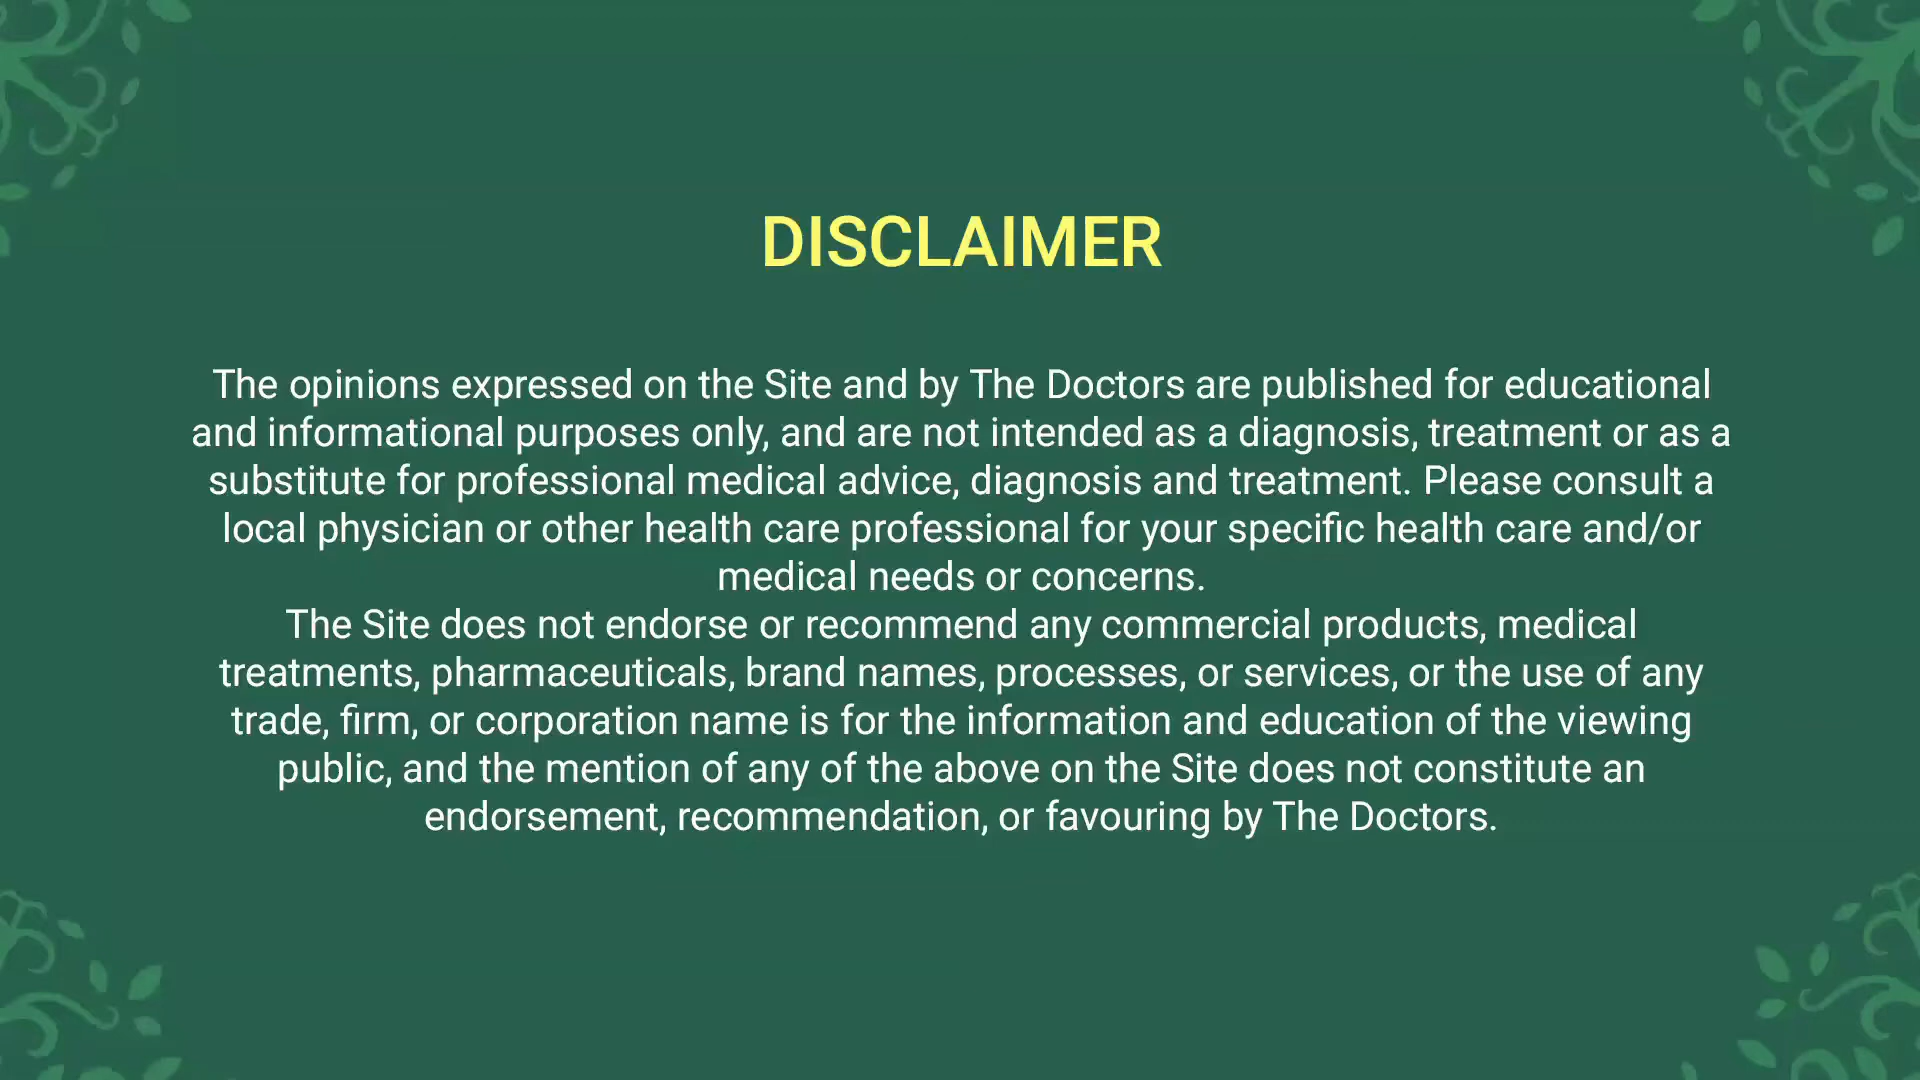 DISCLAIMER
The opinions expressed on the Site and by The Doctors are published for educational
and informational purposes only, and are not intended as a diagnosis, treatment or as a
substitute for professional medical advice, diagnosis and treatment. Please consult a
local physician or other health care professional for your specific health care and/or
medical needs or concerns.
The Site does not endorse or recommend any commercial products, medical
treatments, pharmaceuticals, brand names, processes, or services, or the use of any
trade, firm, or corporation name is for the information and education of the viewing
public, and the mention of any of the above on the Site does not constitute an
endorsement, recommendation, or favouring by The Doctors.